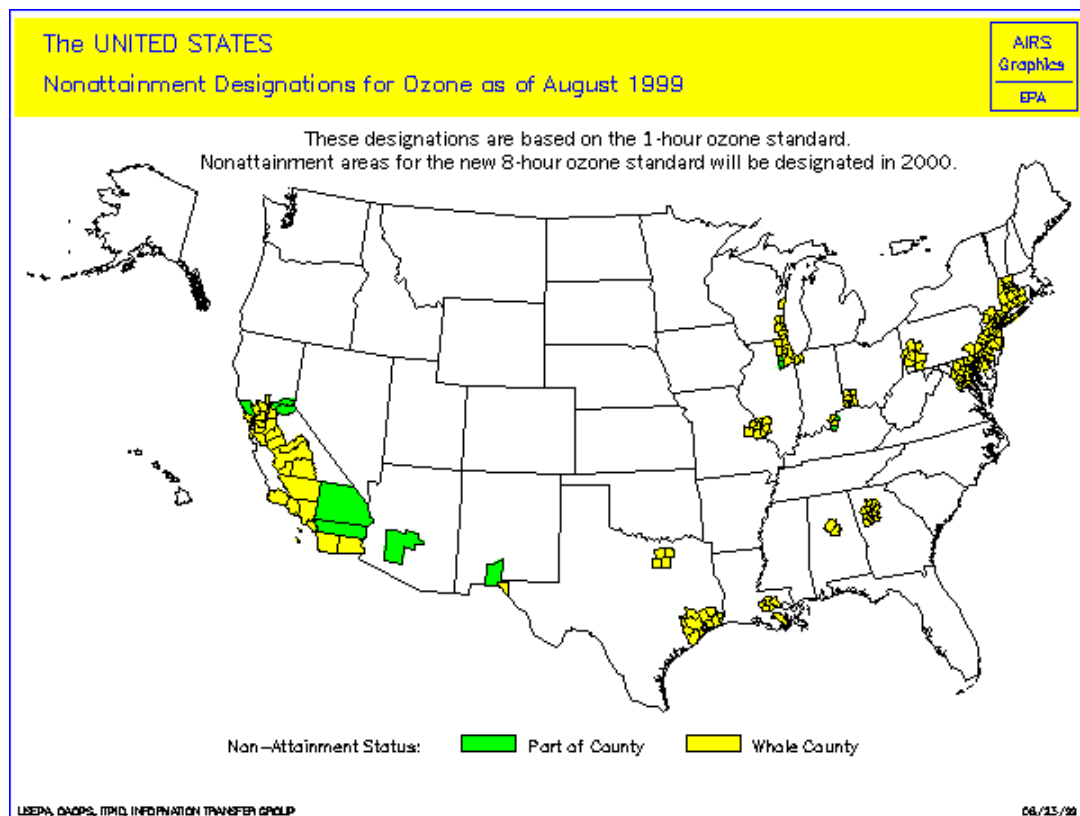 The UNITED STATES
Nonattainment Designations for Ozone as of August 1999
AIRS
Graphics
EPA
These designations are based on the 1-hour ozone standard.
Nonattainment areas for the new 8-hour ozone standard will be designated in 2000.
Non-Attainment Status: Part of County Whole County
USEPA, OAQPS, ITPID, INFORMATION TRANSFER GROUP